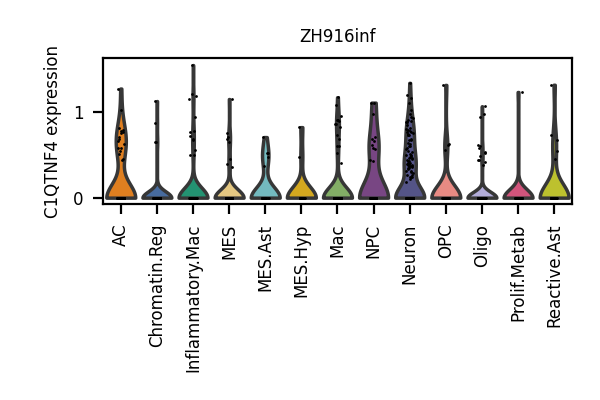 ZH916inf
C1QTNF4 expression
1
0
AC
Chromatin.Reg
Inflammatory.Mac
MES
MES.Ast
MES.Hyp
Mac
NPC
Neuron
OPC
Oligo
Prolif.Metab
Reactive.Ast